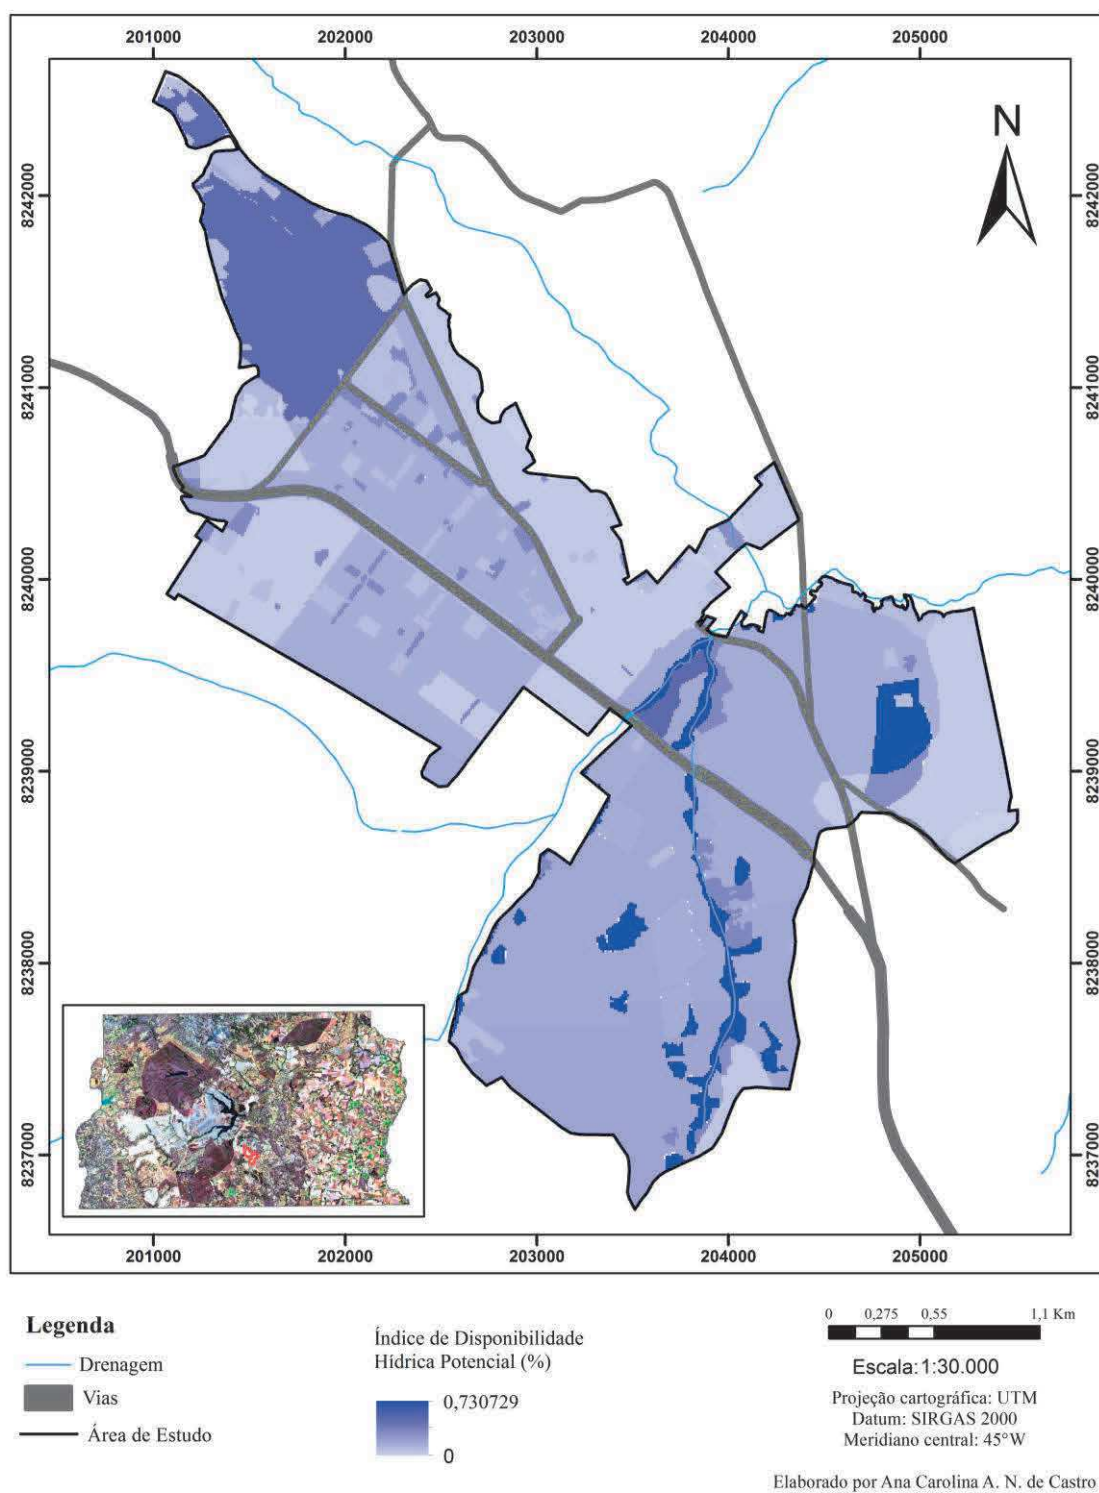 201000 202000 203000 204000 205000
N
8242000 8242000
8241000 8241000
8240000 8240000
8239000 8239000
8238000 8238000
8237000 8237000
201000 202000 203000 204000 205000
Legenda
Drenagem
Vias
Área de Estudo
Índice de Disponibilidade
Hídrica Potencial (%)
0,730729
0
0 0,275 0,55 1,1 Km
Escala:1:30.000
Projeção cartográfica: UTM
Datum: SIRGAS 2000
Meridiano central: 45°W
Elaborado por Ana Carolina A. N. de Castro